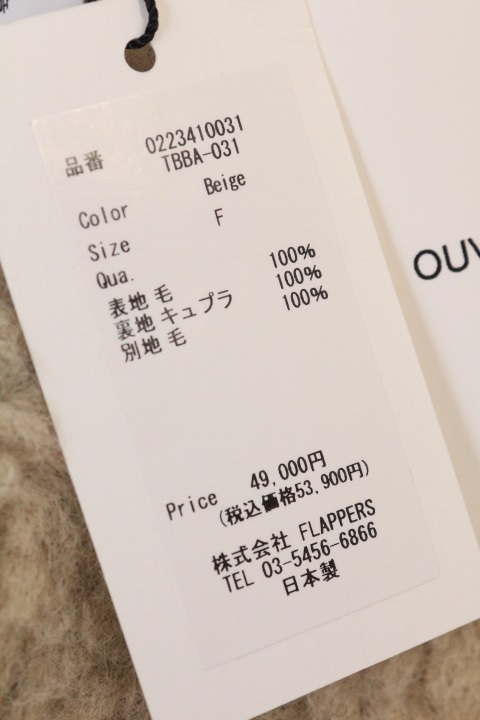 品番 0223410031
TBBA-031
Color Beige
Size F
Qua.
表地 毛 100%
裏地 キュプラ 100%
別地 毛 100%
Price 49,000円
(税込価格53,900円)
株式会社 FLAPPERS
TEL 03-5456-6866
日本製
OUV